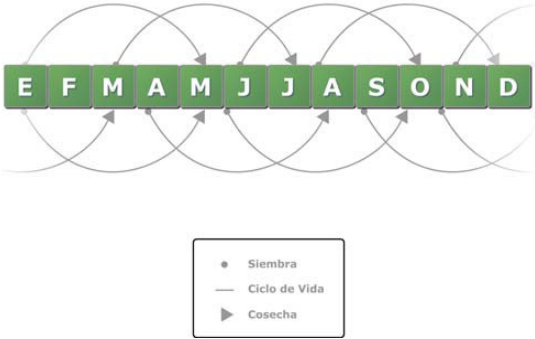 E F M A M J J A S O N D
Siembra
Ciclo de Vida
Cosecha